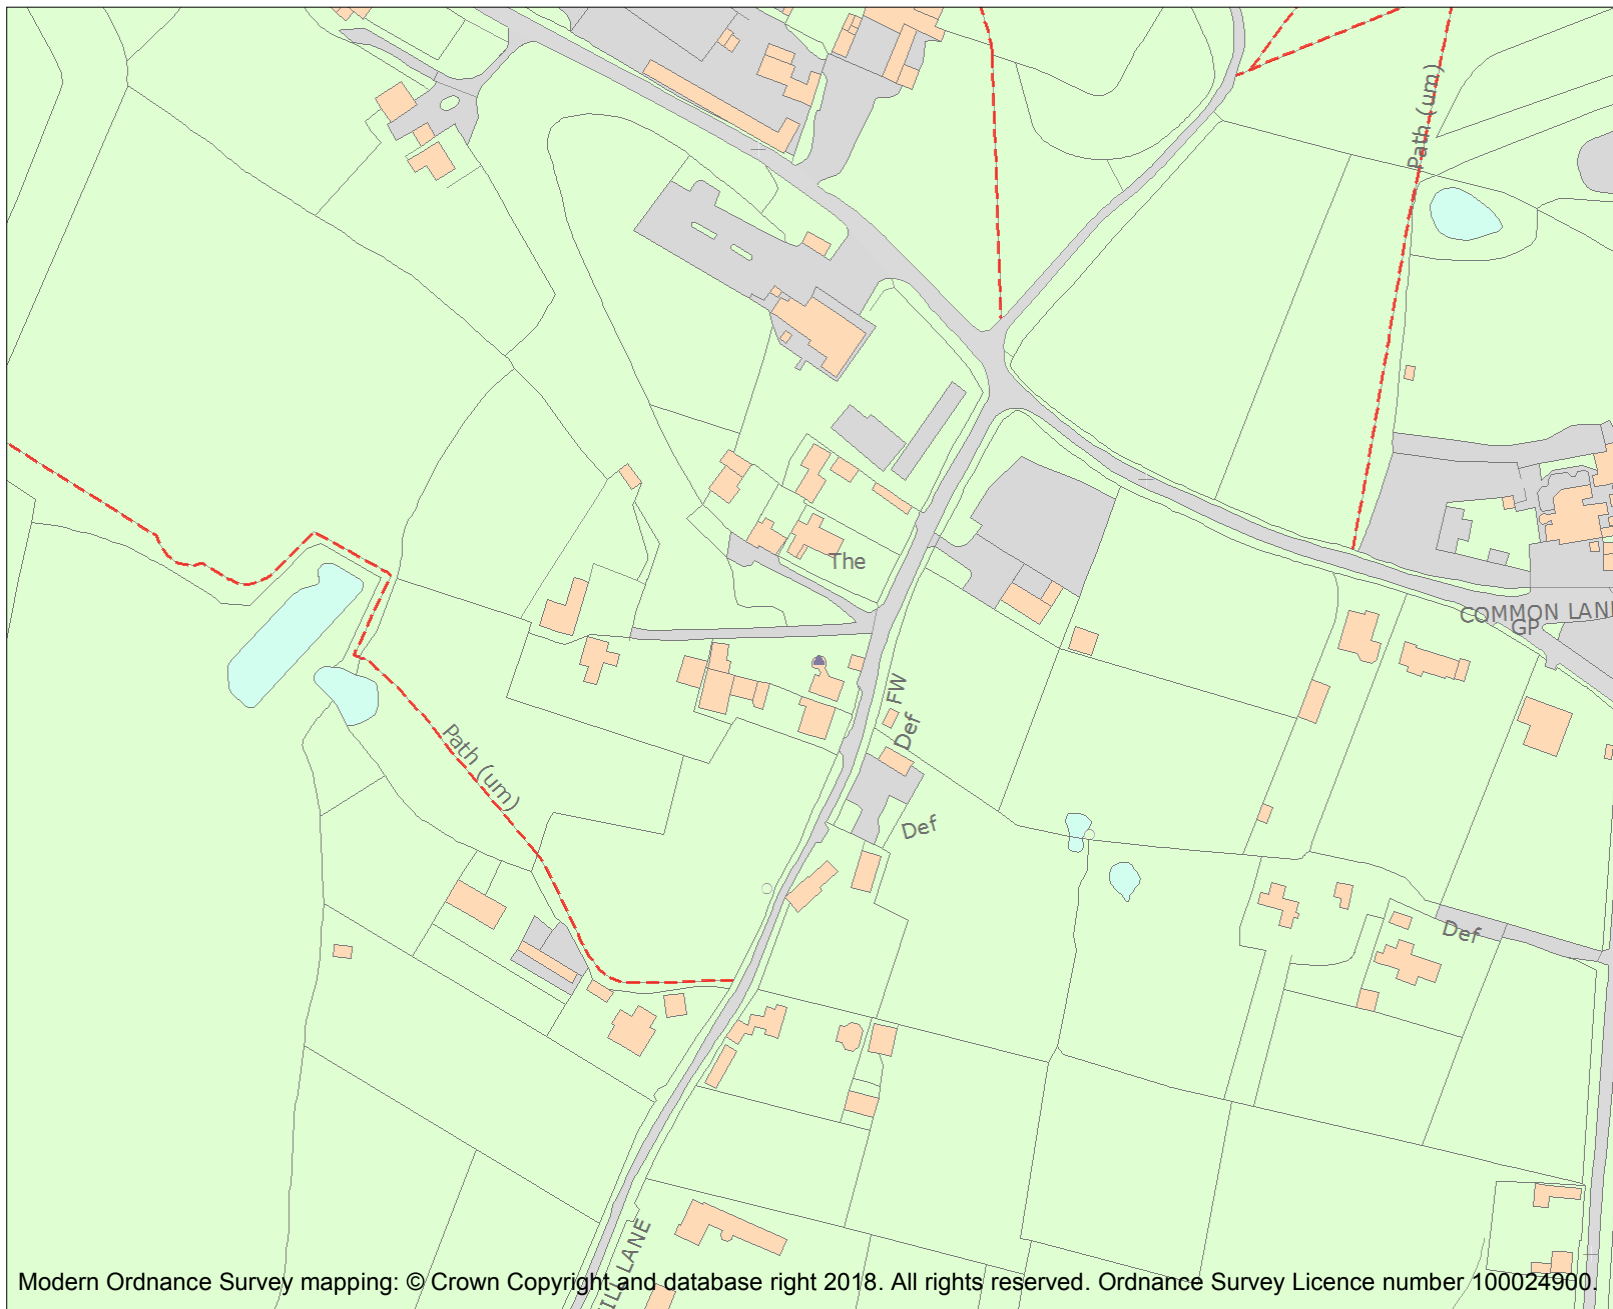 Path (um)
The
COMMON LAN
GP
FW
Def
Path (um)
Def
Def
LANE
Modern Ordnance Survey mapping: © Crown Copyright and database right 2018. All rights reserved. Ordnance Survey Licence number 100024900.